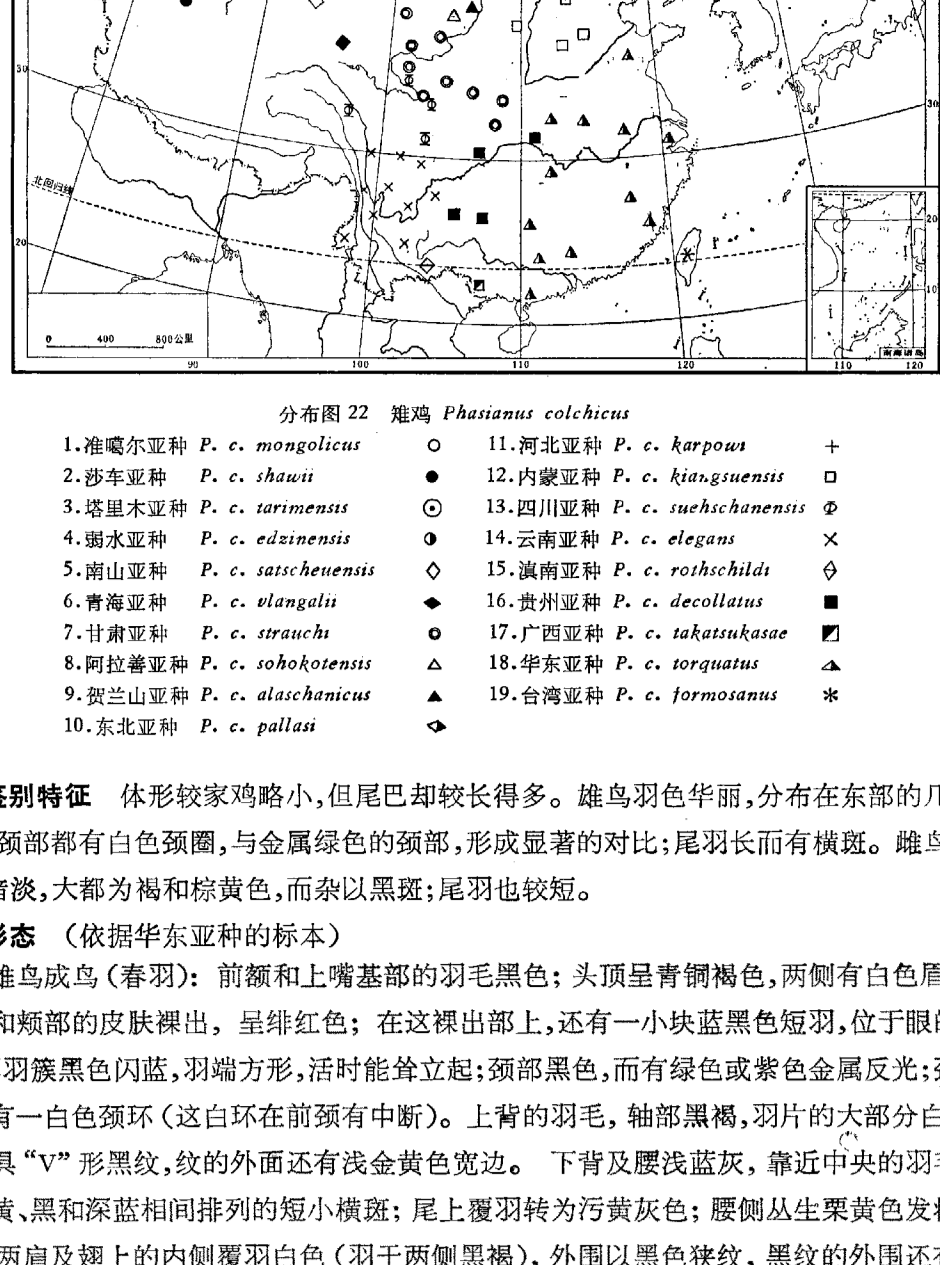 30
30
北回归线
20
20
10
0 400 800公里
南海诸岛
90 100 110 120 110 120
分布图 22 雉鸡 Phasianus colchicus
1.准噶尔亚种 P. c. mongolicus ○ 11.河北亚种 P. c. karpowi +
2.莎车亚种 P. c. shawii ● 12.内蒙亚种 P. c. kiangsuensis □
3.塔里木亚种 P. c. tarimensis ⊙ 13.四川亚种 P. c. suehschanensis Φ
4.弱水亚种 P. c. edzinensis ◑ 14.云南亚种 P. c. elegans ×
5.南山亚种 P. c. satscheuensis ◇ 15.滇南亚种 P. c. rothschildi
6.青海亚种 P. c. vlangalii ◆ 16.贵州亚种 P. c. decollatus ■
7.甘肃亚种 P. c. strauchi ◎ 17.广西亚种 P. c. takatsukasae ◩
8.阿拉善亚种 P. c. sohokotensis △ 18.华东亚种 P. c. torquatus ◮
9.贺兰山亚种 P. c. alaschanicus ▲ 19.台湾亚种 P. c. formosanus *
10.东北亚种 P. c. pallasi
鉴别特征 体形较家鸡略小,但尾巴却较长得多。雄鸟羽色华丽,分布在东部的几
颈部都有白色颈圈,与金属绿色的颈部,形成显著的对比;尾羽长而有横斑。雌鸟
暗淡,大都为褐和棕黄色,而杂以黑斑;尾羽也较短。
形态 （依据华东亚种的标本）
雄鸟成鸟（春羽）: 前额和上嘴基部的羽毛黑色; 头顶呈青铜褐色,两侧有白色眉
和颊部的皮肤裸出, 呈绯红色; 在这裸出部上,还有一小块蓝黑色短羽,位于眼的
羽簇黑色闪蓝,羽端方形,活时能耸立起;颈部黑色,而有绿色或紫色金属反光;颈
有一白色颈环（这白环在前颈有中断）。上背的羽毛, 轴部黑褐,羽片的大部分白
具“V”形黑纹,纹的外面还有浅金黄色宽边。 下背及腰浅蓝灰, 靠近中央的羽毛
黄、黑和深蓝相间排列的短小横斑; 尾上覆羽转为污黄灰色; 腰侧丛生栗黄色发状
两肩及翅上的内侧覆羽白色（羽干两侧黑褐）, 外围以黑色狭纹, 黑纹的外围还有